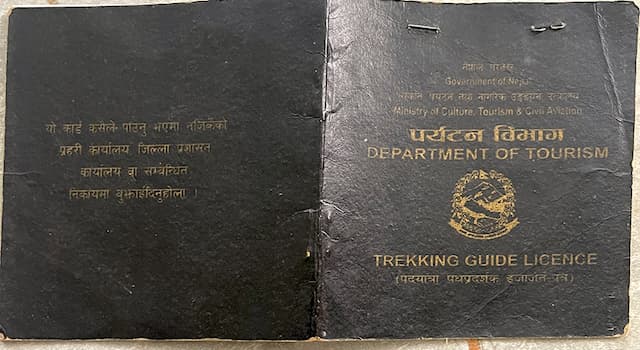 यो कार्ड कसैले पाउनु भएमा नजिकैको
प्रहरी कार्यालय जिल्ला प्रशासन
कार्यालय वा सम्बन्धित
निकायमा बुझाईदिनुहोला ।
नेपाल सरकार
Government of Nepal
संस्कृति पर्यटन तथा नागरिक उड्डयन मन्त्रालय
Ministry of Culture, Tourism & Civil Aviation
पर्यटन विभाग
DEPARTMENT OF TOURISM
TREKKING GUIDE LICENCE
(पदयात्रा पथप्रदर्शक इजाजत-पत्र)